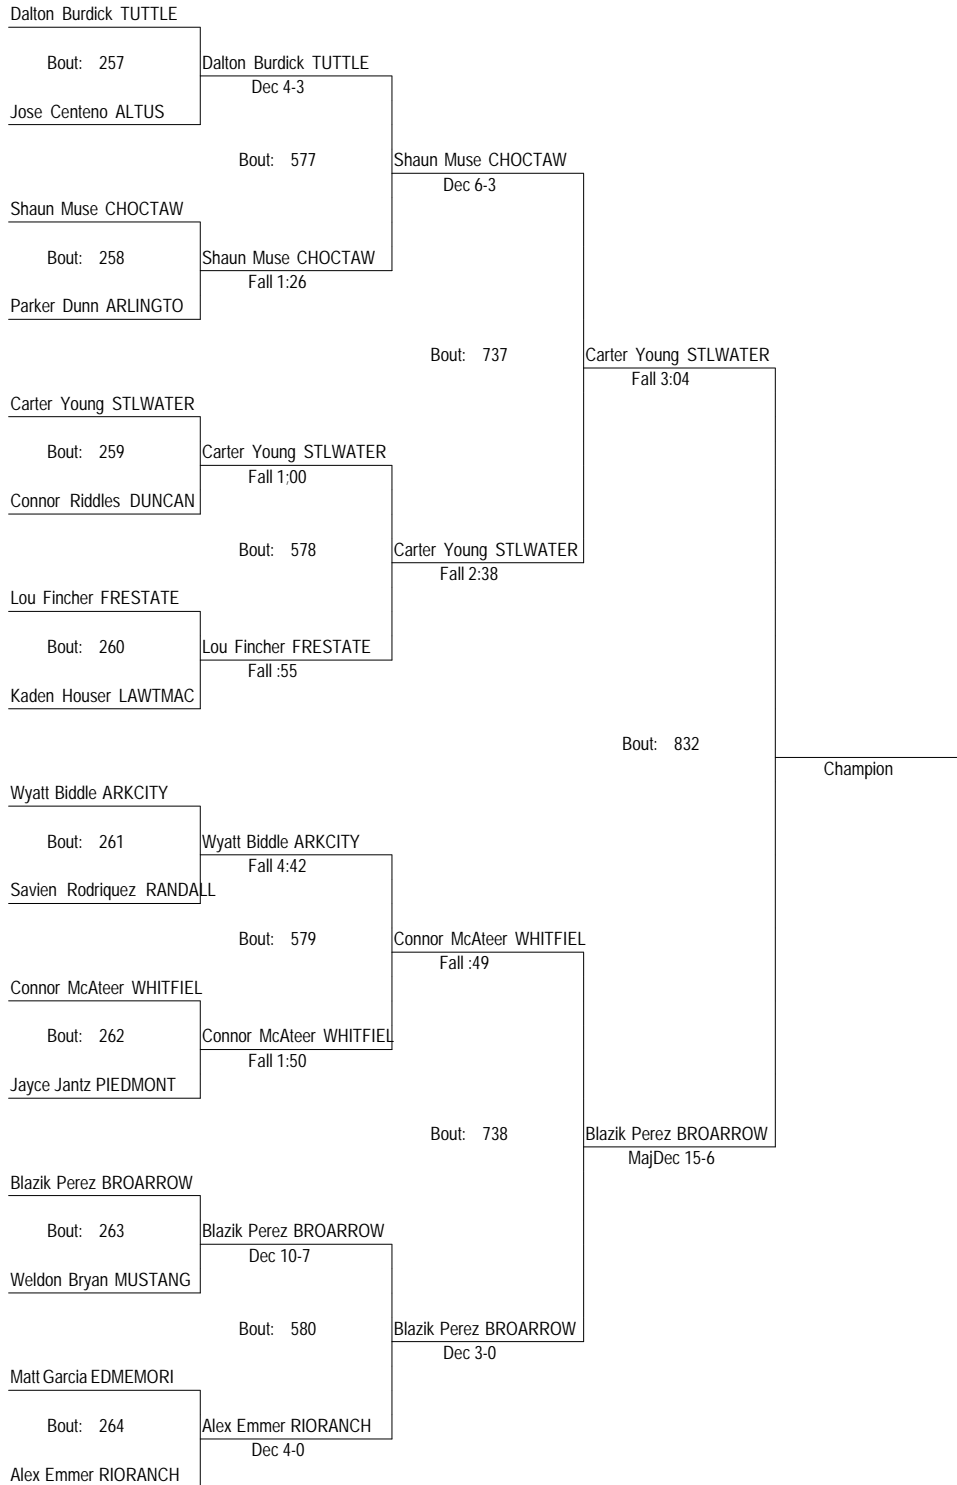 Dalton Burdick TUTTLE
Bout: 257
Dalton Burdick TUTTLE
Dec 4-3
Jose Centeno ALTUS
Bout: 577
Shaun Muse CHOCTAW
Dec 6-3
Shaun Muse CHOCTAW
Bout: 258
Shaun Muse CHOCTAW
Fall 1:26
Parker Dunn ARLINGTO
Bout: 737
Carter Young STLWATER
Fall 3:04
Carter Young STLWATER
Bout: 259
Carter Young STLWATER
Fall 1;00
Connor Riddles DUNCAN
Bout: 578
Carter Young STLWATER
Fall 2:38
Lou Fincher FRESTATE
Bout: 260
Lou Fincher FRESTATE
Fall :55
Kaden Houser LAWTMAC
Bout: 832
Champion
Wyatt Biddle ARKCITY
Bout: 261
Wyatt Biddle ARKCITY
Fall 4:42
Savien Rodriquez RANDALL
Bout: 579
Connor McAteer WHITFIEL
Fall :49
Connor McAteer WHITFIEL
Bout: 262
Connor McAteer WHITFIEL
Fall 1:50
Jayce Jantz PIEDMONT
Bout: 738
Blazik Perez BROARROW
MajDec 15-6
Blazik Perez BROARROW
Bout: 263
Blazik Perez BROARROW
Dec 10-7
Weldon Bryan MUSTANG
Bout: 580
Blazik Perez BROARROW
Dec 3-0
Matt Garcia EDMEMORI
Bout: 264
Alex Emmer RIORANCH
Dec 4-0
Alex Emmer RIORANCH